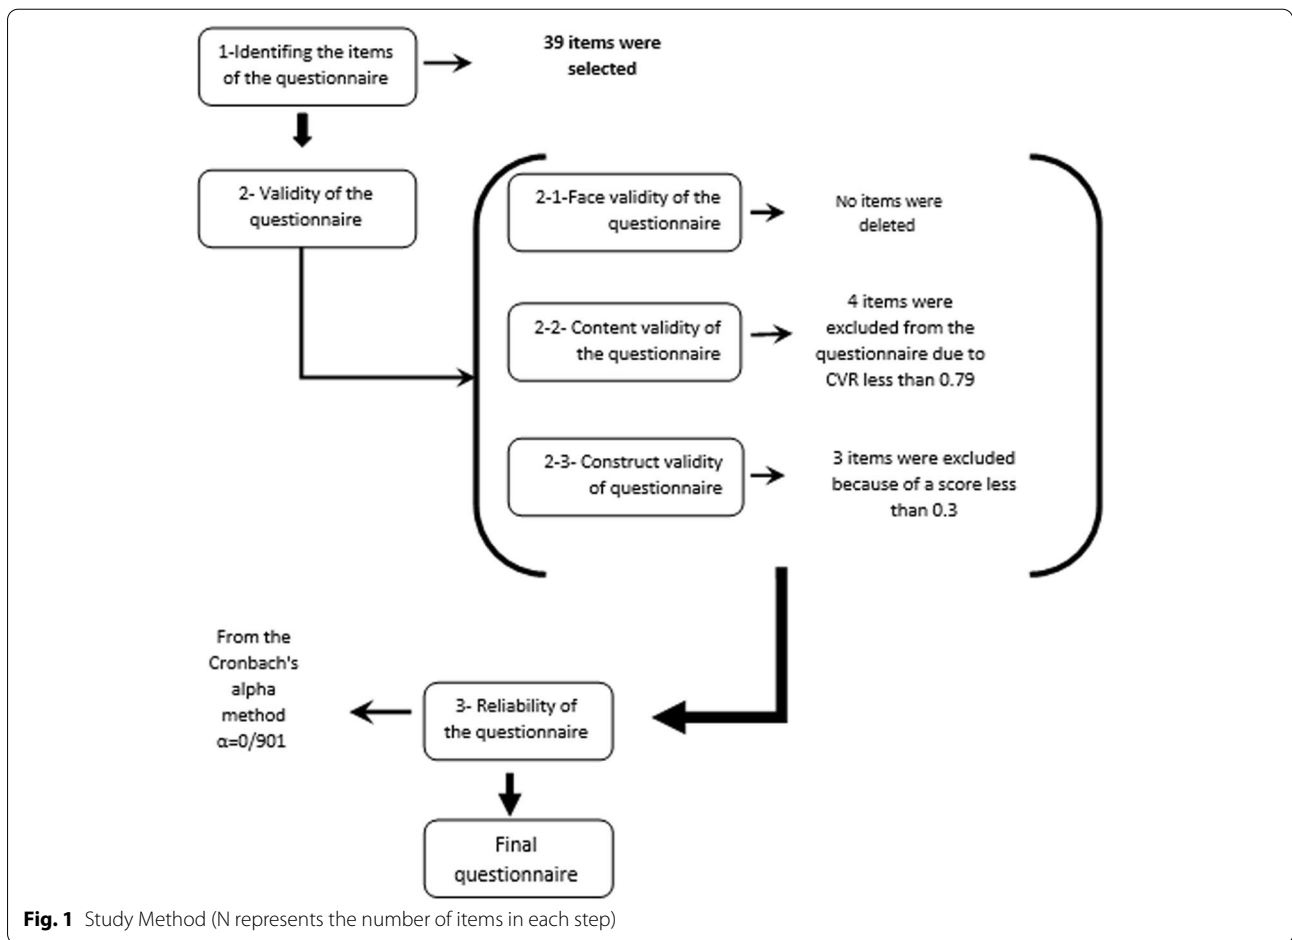 1-Identifing the items
of the questionnaire
39 items were
selected
2- Validity of the
questionnaire
2-1-Face validity of the
questionnaire
No items were
deleted
2-2- Content validity of
the questionnaire
4 items were
excluded from the
questionnaire due to
CVR less than 0.79
2-3- Construct validity
of questionnaire
3 items were excluded
because of a score less
than 0.3
From the
Cronbach's
alpha
method
α=0/901
3- Reliability of
the questionnaire
Final
questionnaire
Fig. 1 Study Method (N represents the number of items in each step)